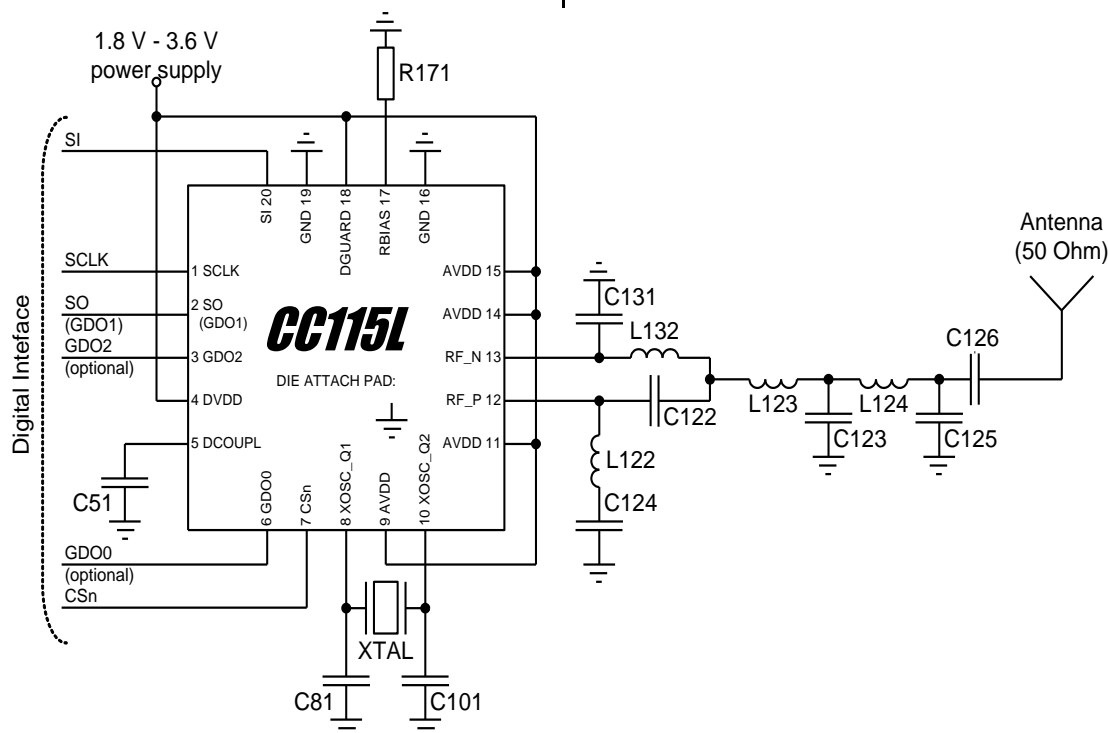 1.8 V - 3.6 V
power supply
R171
SI
SI 20
GND 19
DGUARD 18
RBIAS 17
GND 16
Antenna
(50 Ohm)
SCLK
1 SCLK
AVDD 15
C131
SO
(GDO1)
2 SO
(GDO1)
CC115L
AVDD 14
L132
GDO2
(optional)
3 GDO2
RF_N 13
C126
DIE ATTACH PAD:
4 DVDD
RF_P 12
C122
L123
L124
C123
C125
5 DCOUPL
AVDD 11
L122
C51
6 GDO0
7 CSn
8 XOSC_Q1
9 AVDD
10 XOSC_Q2
C124
GDO0
(optional)
CSn
XTAL
C81
C101
Digital Inteface